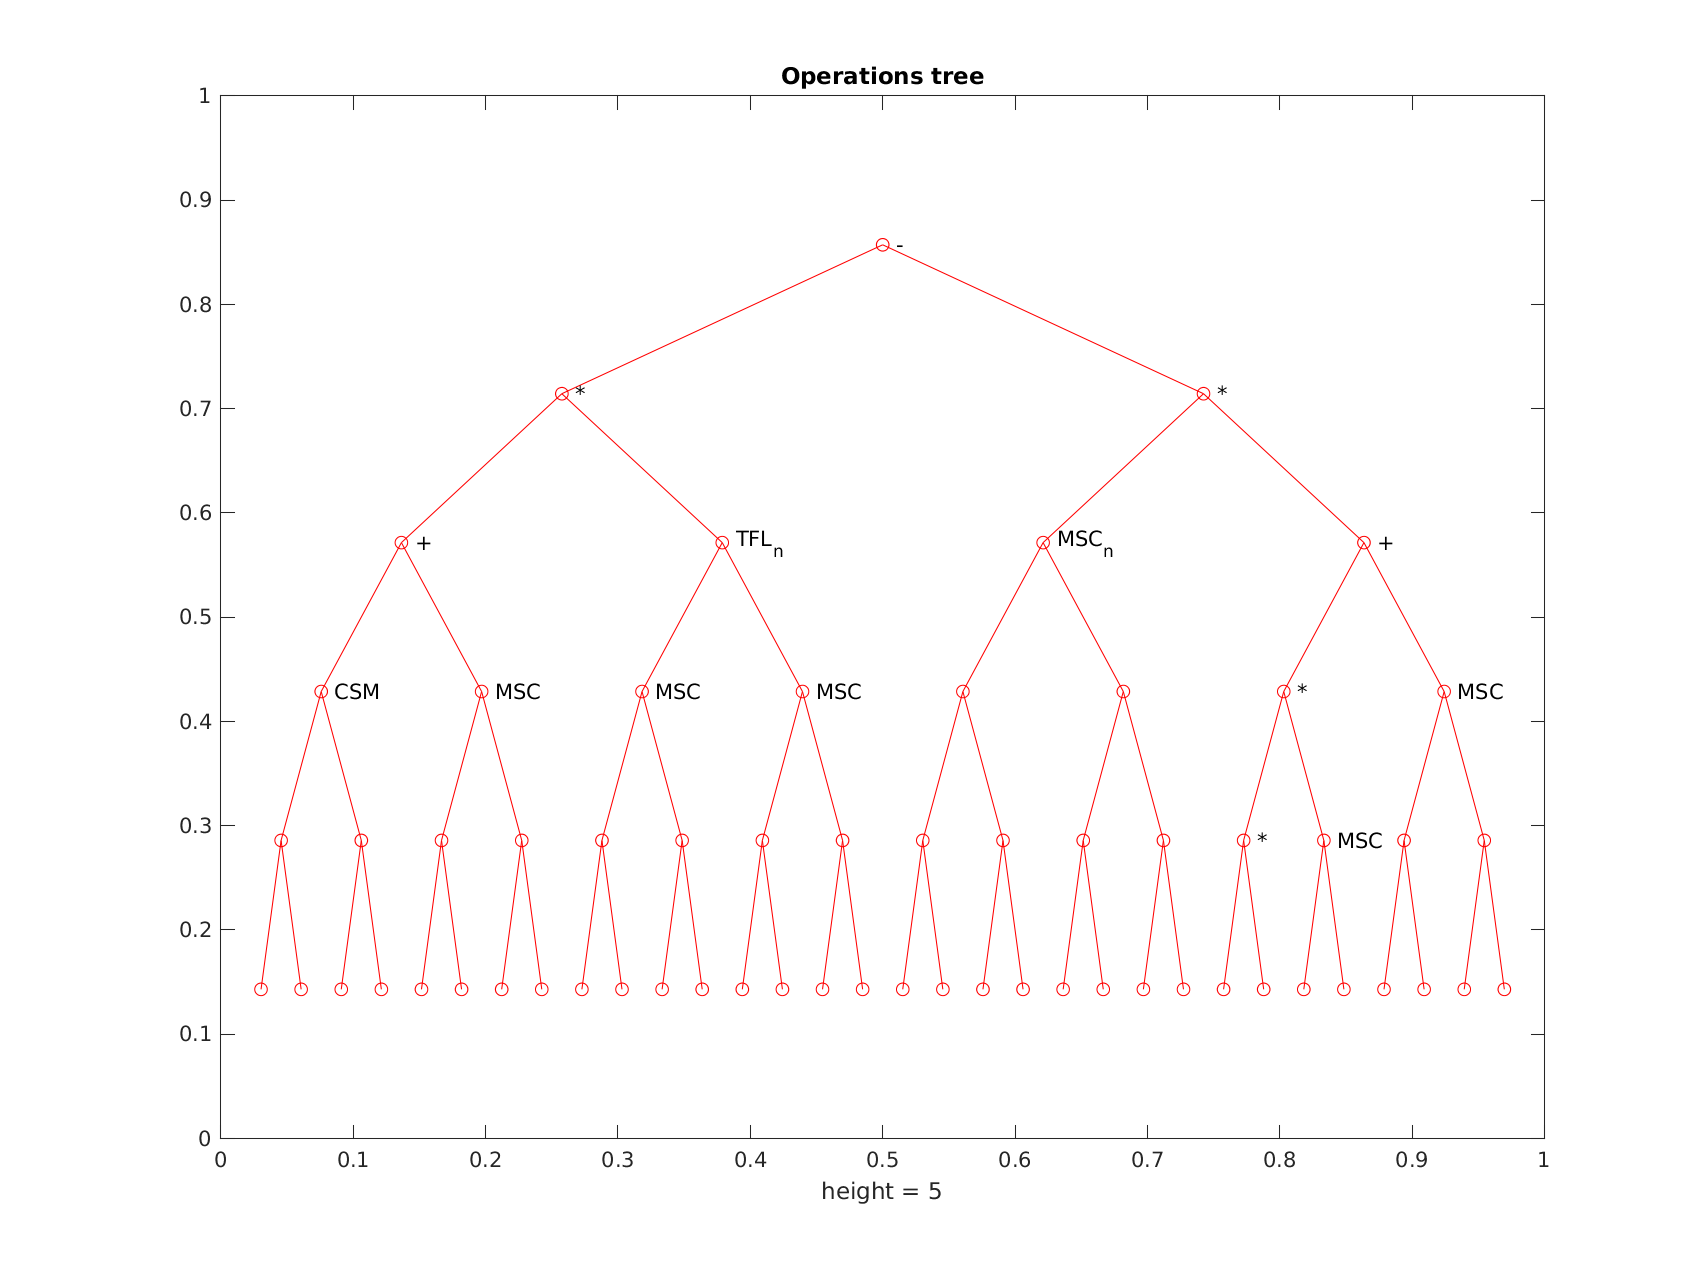 Operations tree
1
0.9
-
0.8
* *
0.7
0.6
+ TFLn MSCn +
0.5
CSM MSC MSC MSC * MSC
0.4
0.3
* MSC
0.2
0.1
0
0 0.1 0.2 0.3 0.4 0.5 0.6 0.7 0.8 0.9 1
height = 5